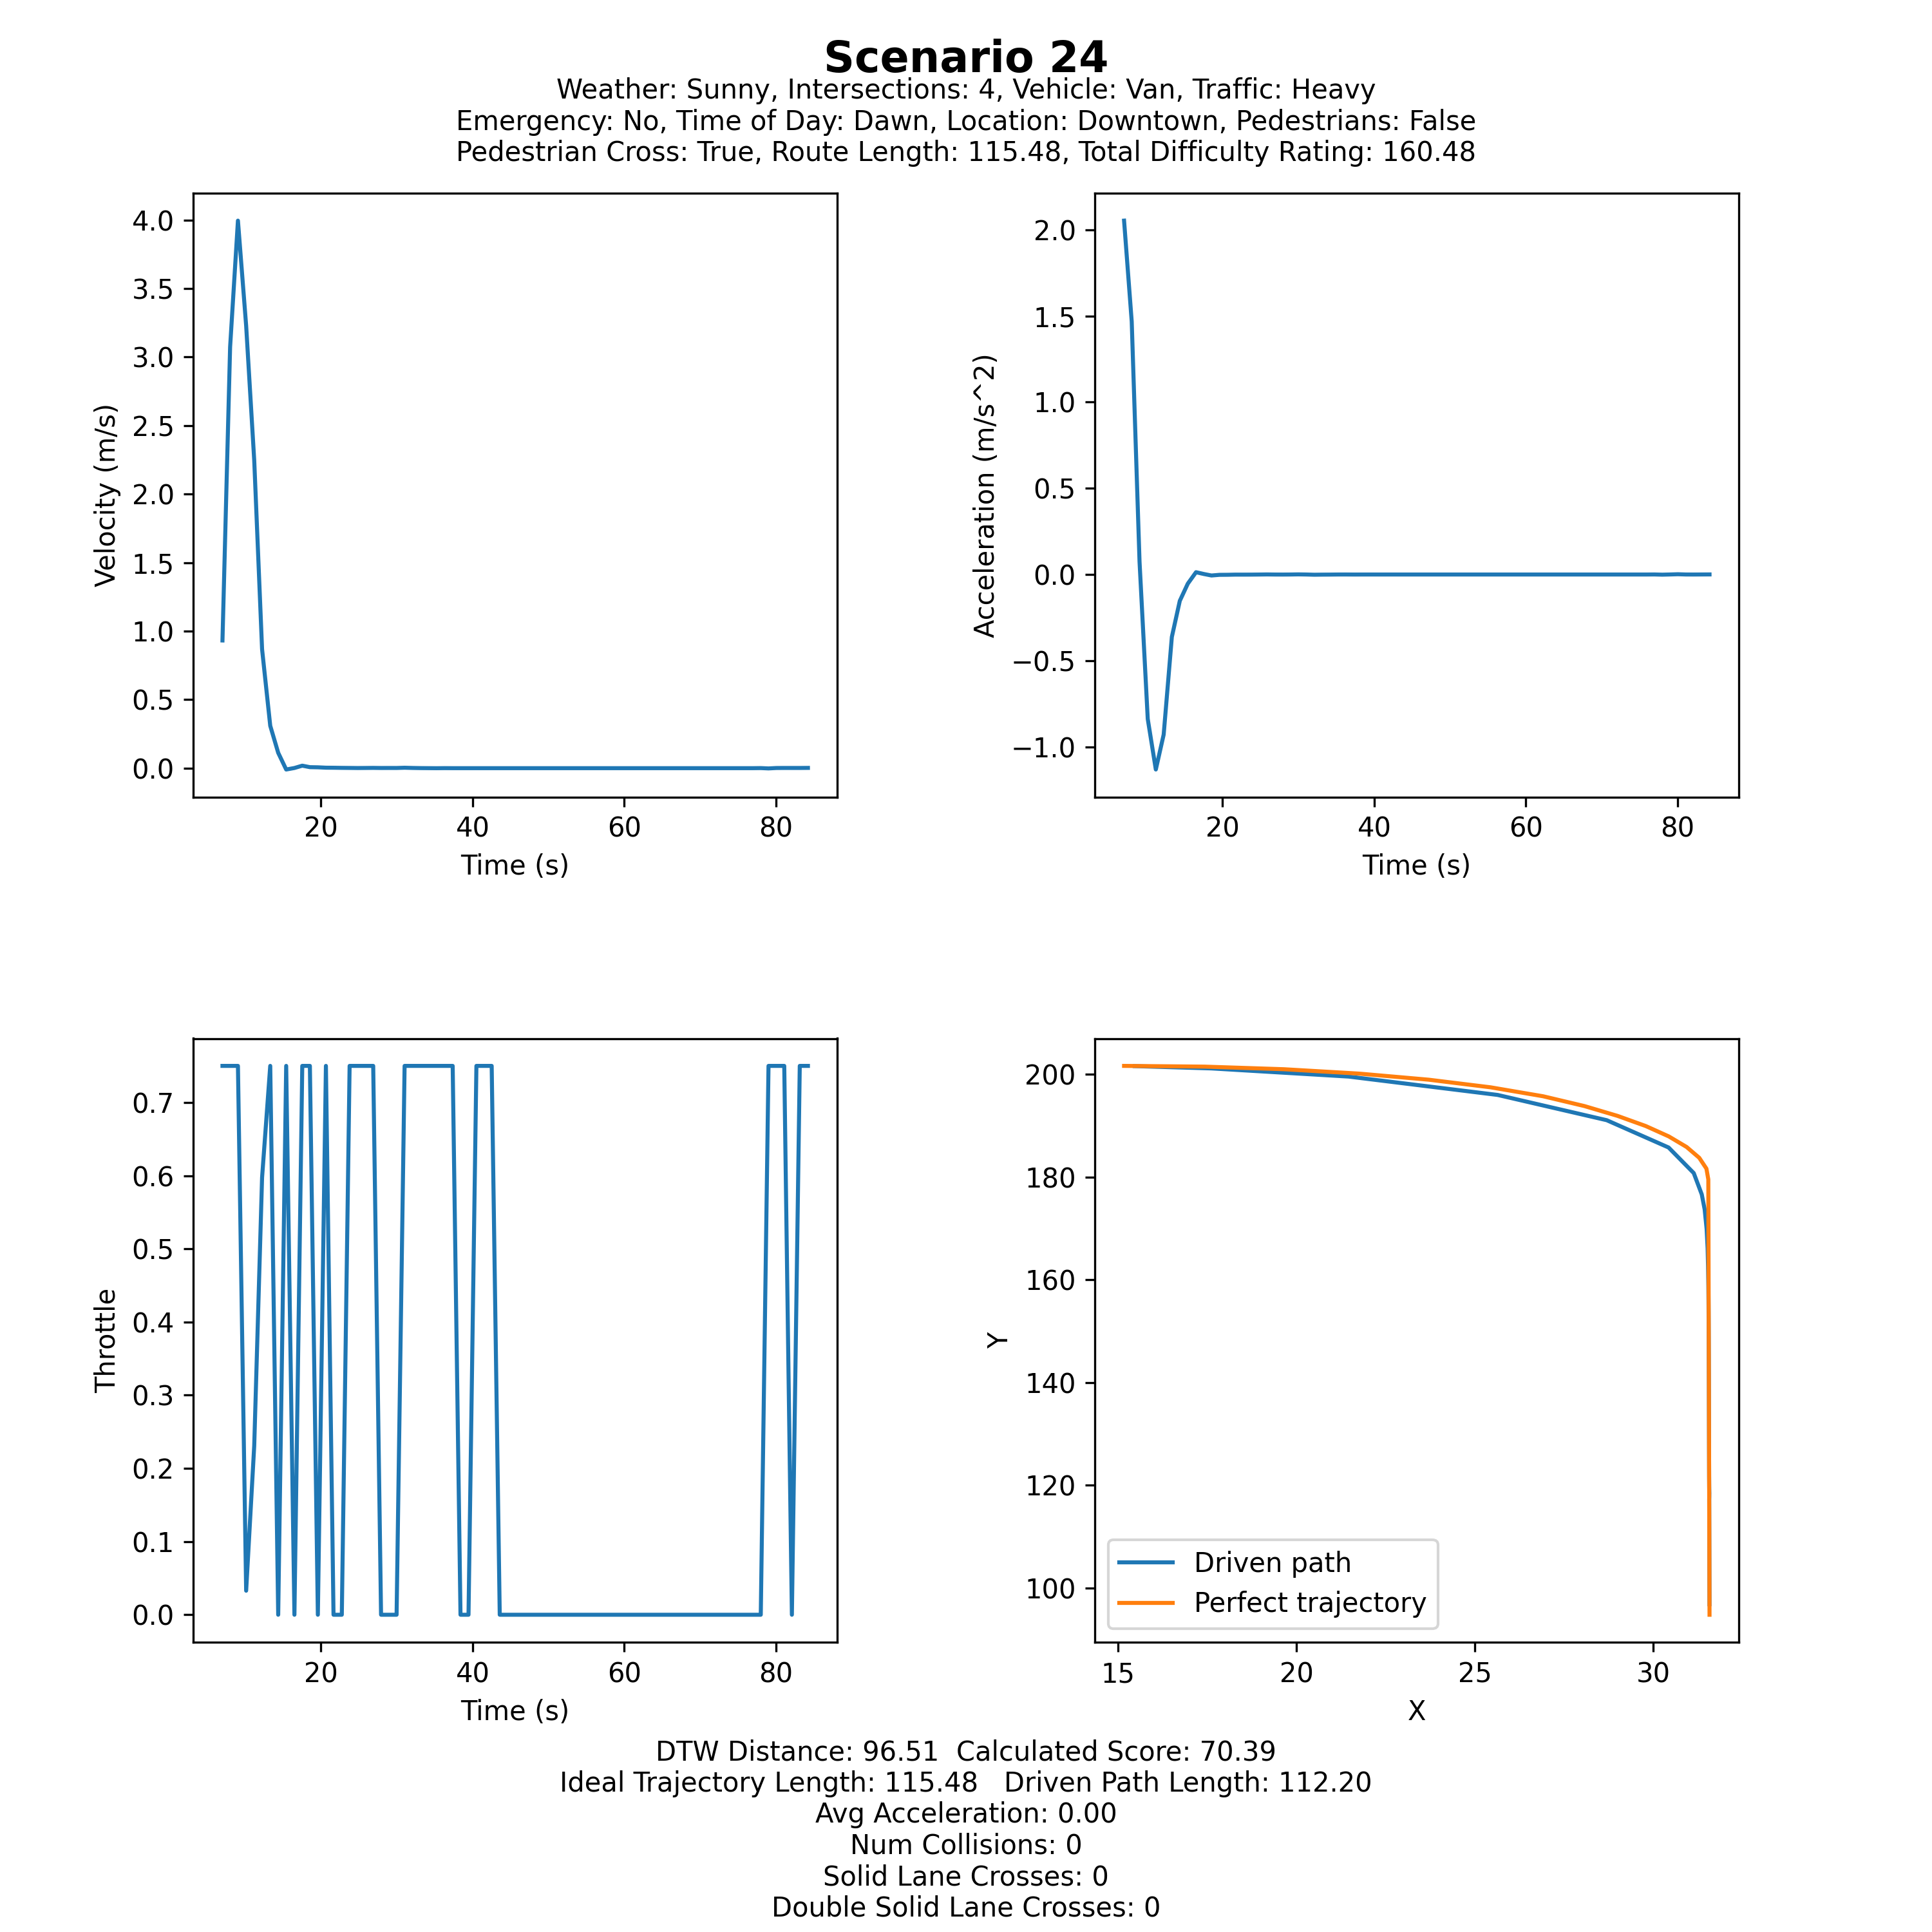 Scenario 24
Weather: Sunny, Intersections: 4, Vehicle: Van, Traffic: Heavy
Emergency: No, Time of Day: Dawn, Location: Downtown, Pedestrians: False
Pedestrian Cross: True, Route Length: 115.48, Total Difficulty Rating: 160.48
Velocity (m/s)
4.0
3.5
3.0
2.5
2.0
1.5
1.0
0.5
0.0
20 40 60 80
Time (s)
Acceleration (m/s^2)
2.0
1.5
1.0
0.5
0.0
−0.5
−1.0
20 40 60 80
Time (s)
Throttle
0.7
0.6
0.5
0.4
0.3
0.2
0.1
0.0
20 40 60 80
Time (s)
Y
200
180
160
140
120
100
Driven path
Perfect trajectory
15 20 25 30
X
DTW Distance: 96.51  Calculated Score: 70.39
Ideal Trajectory Length: 115.48   Driven Path Length: 112.20
Avg Acceleration: 0.00
Num Collisions: 0
Solid Lane Crosses: 0
Double Solid Lane Crosses: 0